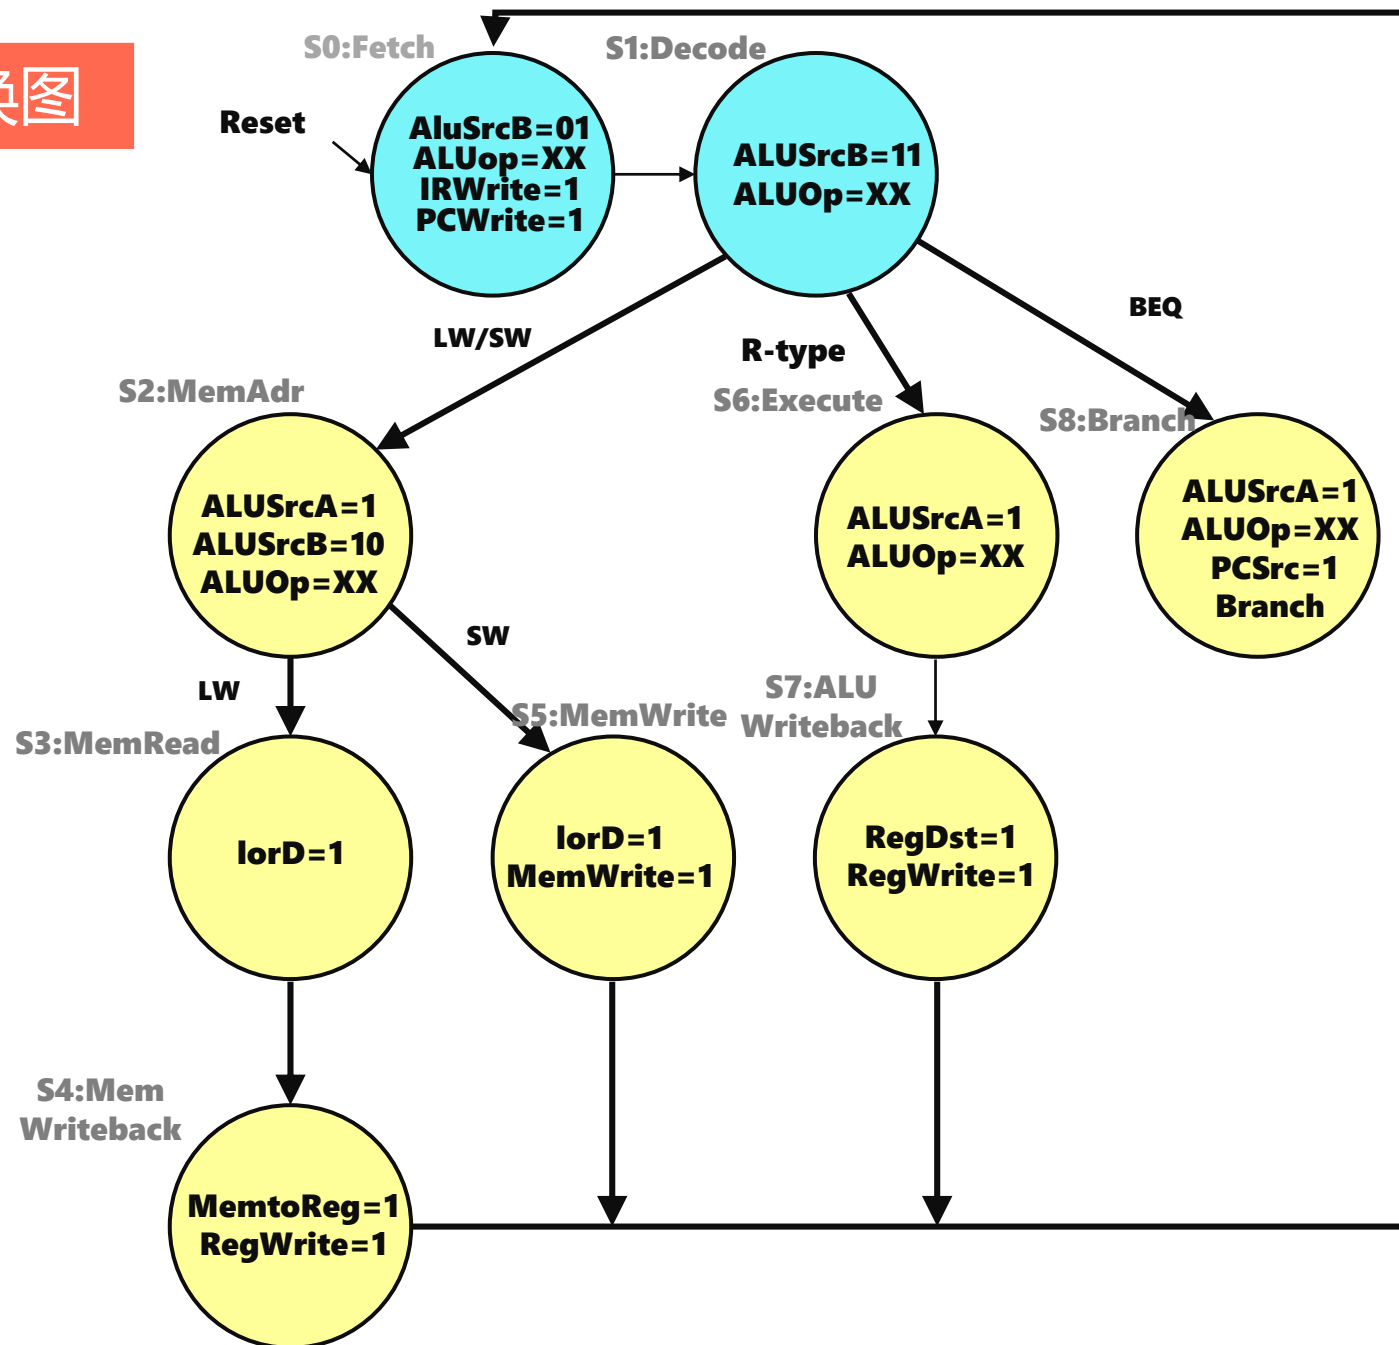 换图
S0:Fetch
S1:Decode
Reset
AluSrcB=01
ALUop=XX
IRWrite=1
PCWrite=1
ALUSrcB=11
ALUOp=XX
LW/SW
R-type
BEQ
S2:MemAdr
S6:Execute
S8:Branch
ALUSrcA=1
ALUSrcB=10
ALUOp=XX
ALUSrcA=1
ALUOp=XX
ALUSrcA=1
ALUOp=XX
PCSrc=1
Branch
LW
SW
S3:MemRead
S5:MemWrite
S7:ALU
Writeback
IorD=1
IorD=1
MemWrite=1
RegDst=1
RegWrite=1
S4:Mem
Writeback
MemtoReg=1
RegWrite=1